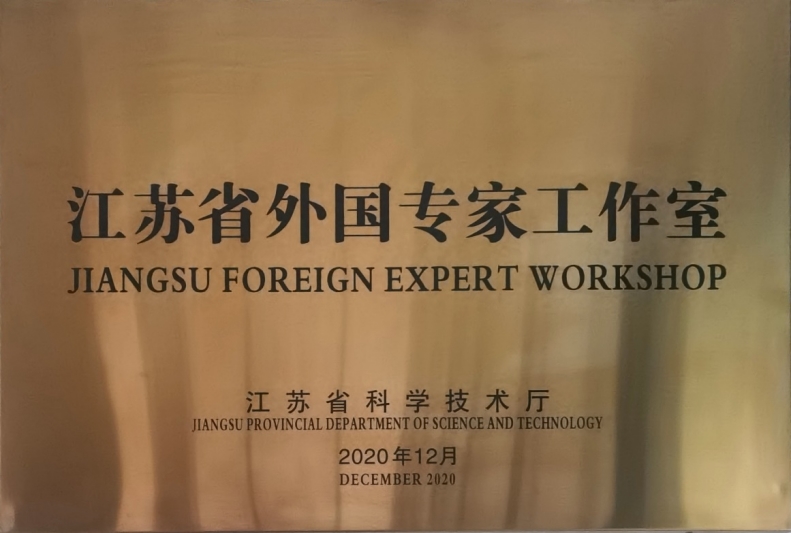 江苏省外国专家工作室
JIANGSU FOREIGN EXPERT WORKSHOP
江苏省科学技术厅
JIANGSU PROVINCIAL DEPARTMENT OF SCIENCE AND TECHNOLOGY
2020年12月
DECEMBER 2020